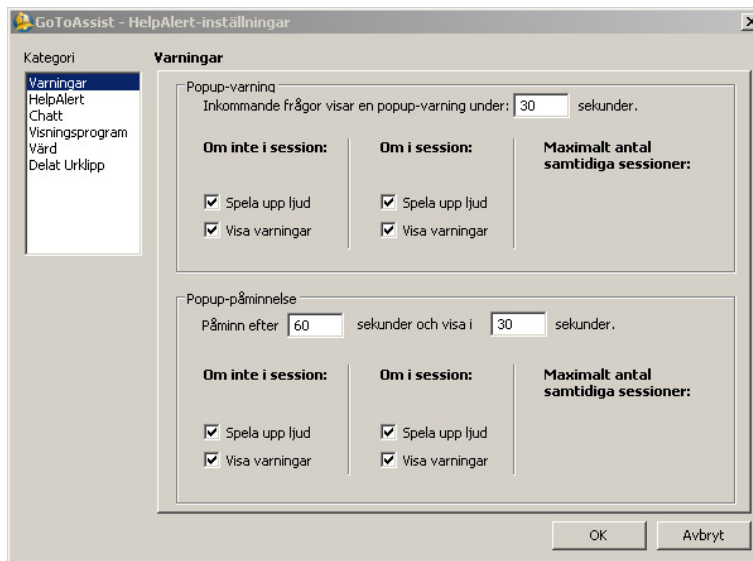 GoToAssist - HelpAlert-inställningar
Kategori
Varningar
HelpAlert
Chatt
Visningsprogram
Värd
Delat Urklipp
Varningar
Popup-varning
Inkommande frågor visar en popup-varning under: 30 sekunder.
Om inte i session: Om i session: Maximalt antal
samtidiga sessioner:
Spela upp ljud Spela upp ljud
Visa varningar Visa varningar
Popup-påminnelse
Påminn efter 60 sekunder och visa i 30 sekunder.
Om inte i session: Om i session: Maximalt antal
samtidiga sessioner:
Spela upp ljud Spela upp ljud
Visa varningar Visa varningar
OK Avbryt